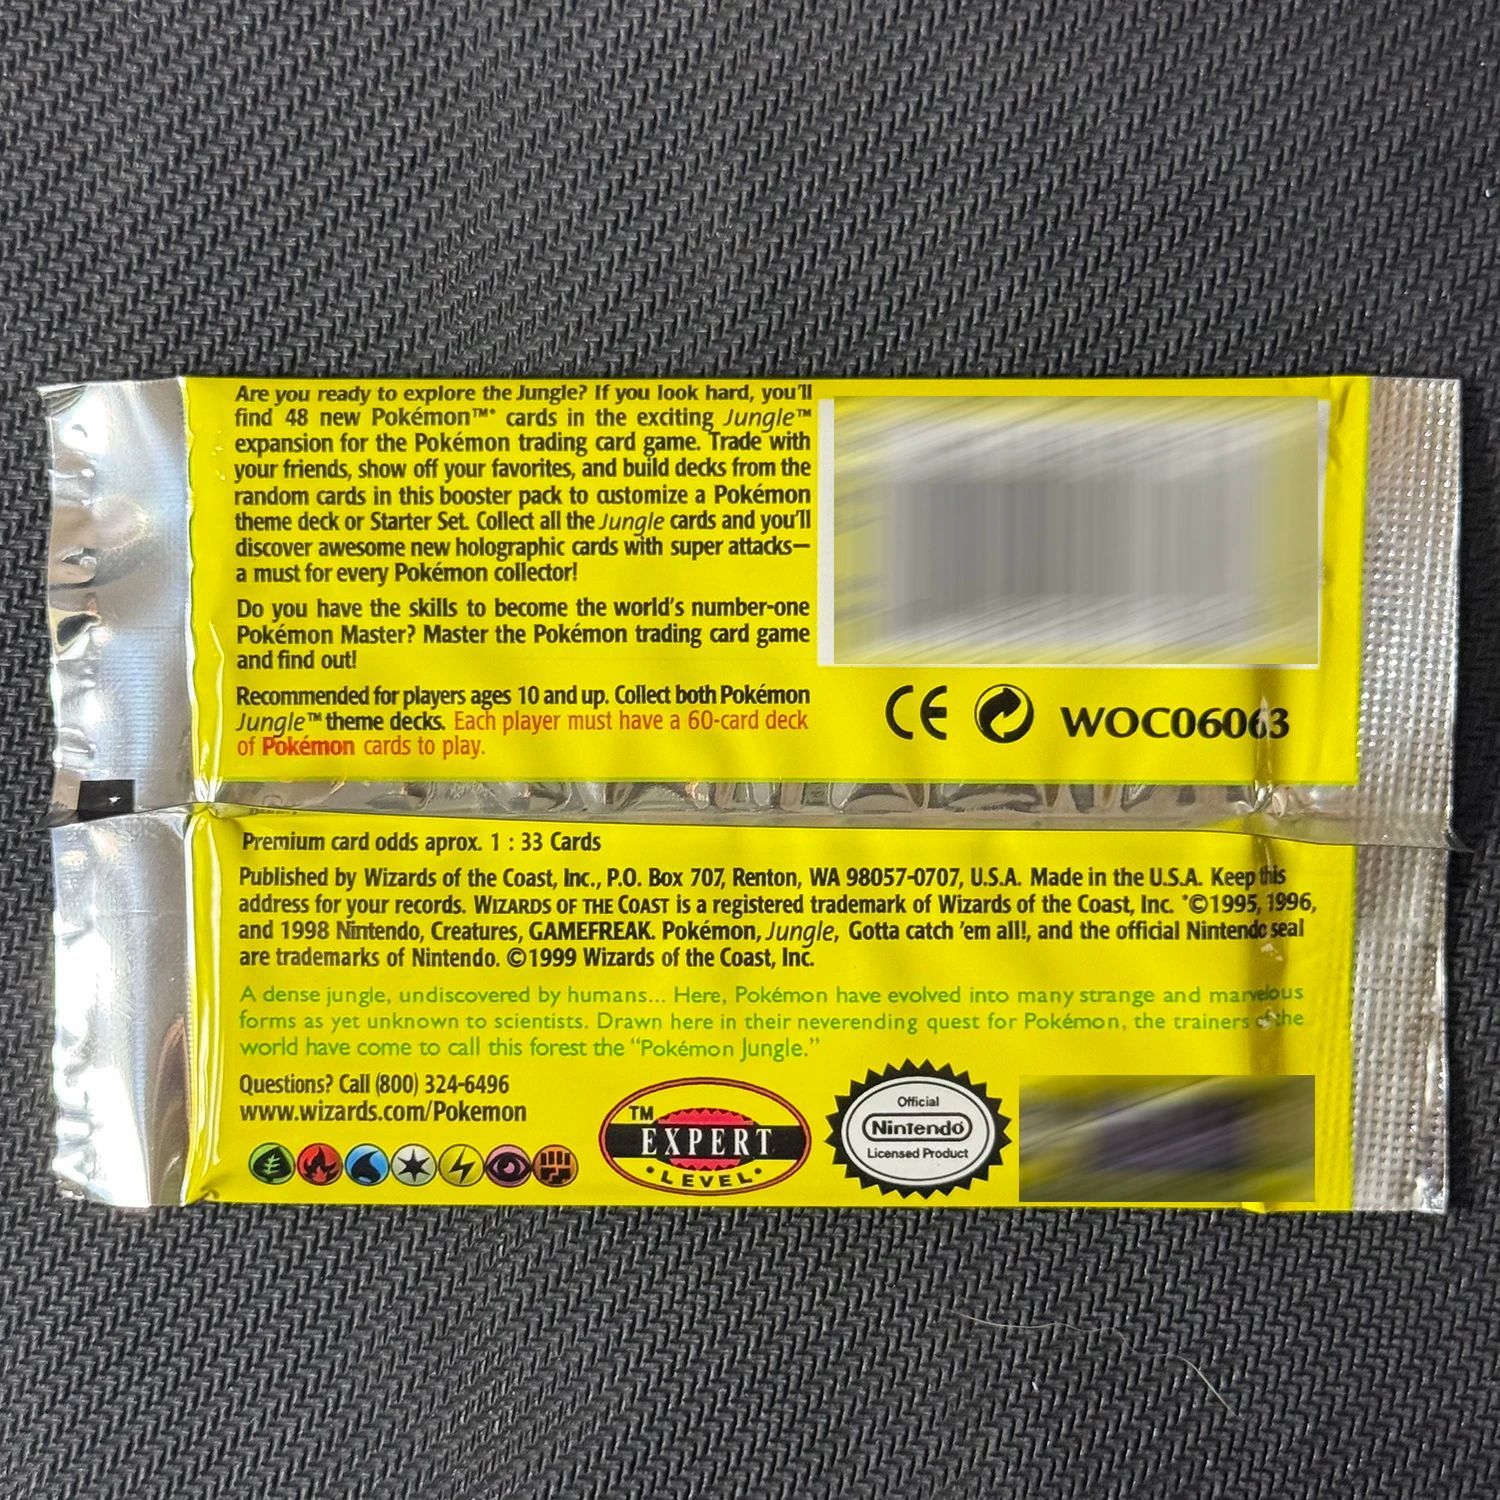 Are you ready to explore the Jungle? If you look hard, you'll
find 48 new Pokémon™* cards in the exciting Jungle™
expansion for the Pokémon trading card game. Trade with
your friends, show off your favorites, and build decks from the
random cards in this booster pack to customize a Pokémon
theme deck or Starter Set. Collect all the Jungle cards and you'll
discover awesome new holographic cards with super attacks—
a must for every Pokémon collector!
Do you have the skills to become the world's number-one
Pokémon Master? Master the Pokémon trading card game
and find out!
Recommended for players ages 10 and up. Collect both Pokémon
Jungle™ theme decks. Each player must have a 60-card deck
of Pokémon cards to play.
CE WOC06063
Premium card odds aprox. 1 : 33 Cards
Published by Wizards of the Coast, Inc., P.O. Box 707, Renton, WA 98057-0707, U.S.A. Made in the U.S.A. Keep this
address for your records. WIZARDS OF THE COAST is a registered trademark of Wizards of the Coast, Inc. *©1995, 1996,
and 1998 Nintendo, Creatures, GAMEFREAK. Pokémon, Jungle, Gotta catch 'em all!, and the official Nintendo seal
are trademarks of Nintendo. ©1999 Wizards of the Coast, Inc.
A dense jungle, undiscovered by humans... Here, Pokémon have evolved into many strange and marvelous
forms as yet unknown to scientists. Drawn here in their neverending quest for Pokémon, the trainers of the
world have come to call this forest the “Pokémon Jungle.”
Questions? Call (800) 324-6496
www.wizards.com/Pokemon
TM
EXPERT
LEVEL
Official
Nintendo
Licensed Product